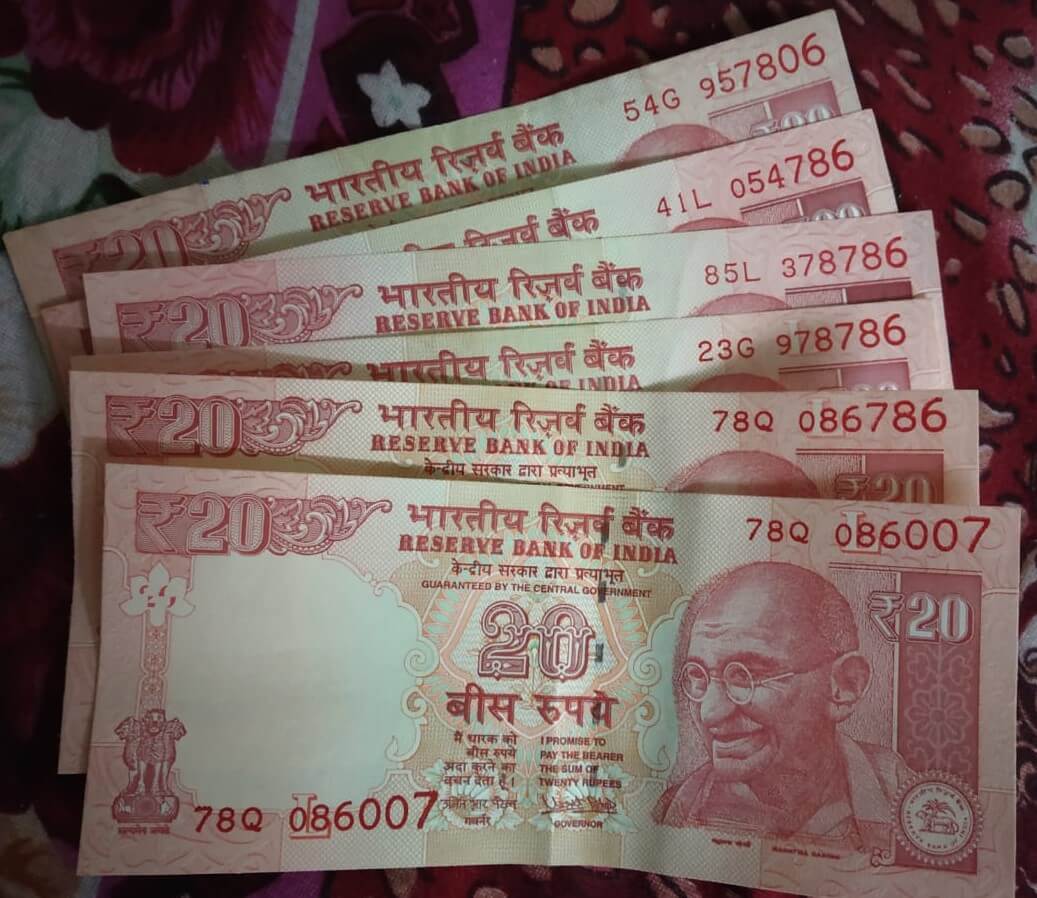 54G 957806
₹20
भारतीय रिज़र्व बैंक
RESERVE BANK OF INDIA
₹20
41L 054786
रिज़र्व बैंक
85L 378786
₹20
भारतीय रिज़र्व बैंक
RESERVE BANK OF INDIA
23G 978786
भारतीय रिज़र्व बैंक
OF INDIA
78Q 086786
₹20
भारतीय रिज़र्व बैंक
RESERVE BANK OF INDIA
केन्द्रीय सरकार द्वारा प्रत्याभूत
₹20
78Q 086007
₹20
भारतीय रिज़र्व बैंक
RESERVE BANK OF INDIA
केन्द्रीय सरकार द्वारा प्रत्याभूत
GUARANTEED BY THE CENTRAL GOVERNMENT
₹20
20
बीस रुपये
मैं धारक को
बीस रुपये
अदा करने का
वचन देता हूँ।
गवर्नर
I PROMISE TO
PAY THE BEARER
THE SUM OF
TWENTY RUPEES
GOVERNOR
78Q 086007
सत्यमेव जयते
महात्मा गांधी
MAHATMA GANDHI